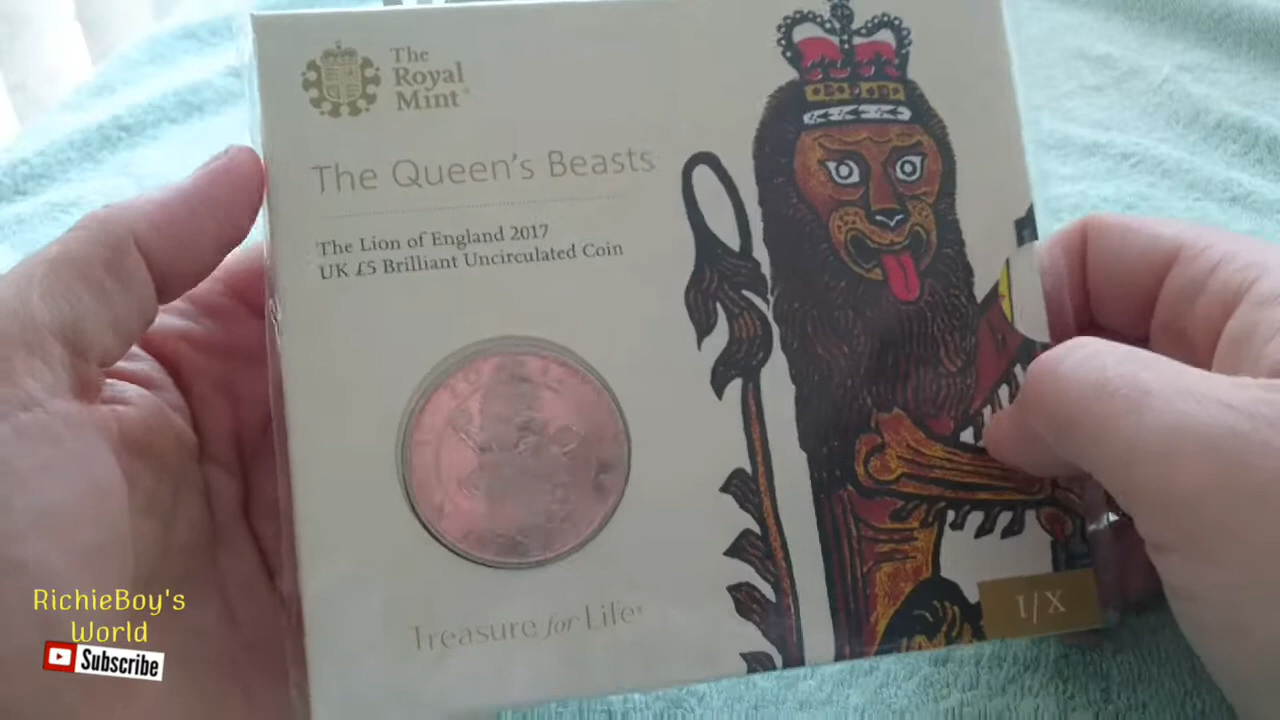 The
Royal
Mint®
The Queen's Beasts
The Lion of England 2017
UK £5 Brilliant Uncirculated Coin
Treasure for Life
I/X
RichieBoy's
World
Subscribe